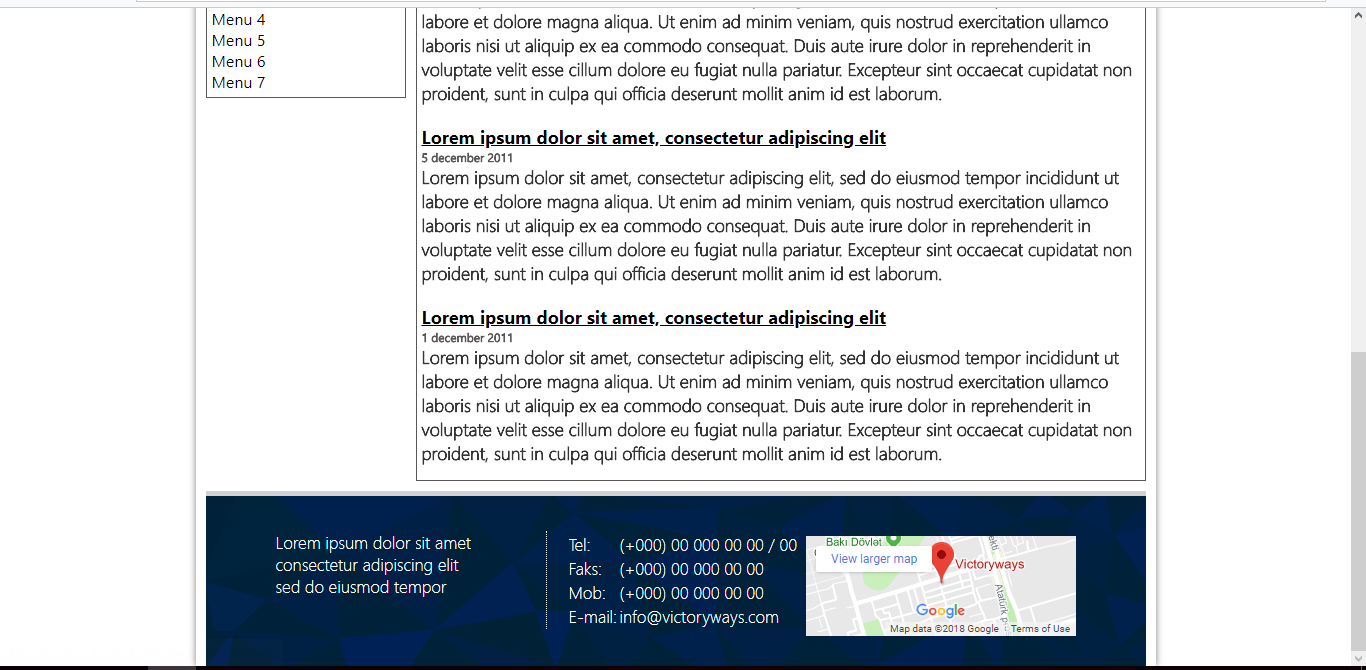 Menu 4
Menu 5
Menu 6
Menu 7
labore et dolore magna aliqua. Ut enim ad minim veniam, quis nostrud exercitation ullamco
laboris nisi ut aliquip ex ea commodo consequat. Duis aute irure dolor in reprehenderit in
voluptate velit esse cillum dolore eu fugiat nulla pariatur. Excepteur sint occaecat cupidatat non
proident, sunt in culpa qui officia deserunt mollit anim id est laborum.
Lorem ipsum dolor sit amet, consectetur adipiscing elit
5 december 2011
Lorem ipsum dolor sit amet, consectetur adipiscing elit, sed do eiusmod tempor incididunt ut
labore et dolore magna aliqua. Ut enim ad minim veniam, quis nostrud exercitation ullamco
laboris nisi ut aliquip ex ea commodo consequat. Duis aute irure dolor in reprehenderit in
voluptate velit esse cillum dolore eu fugiat nulla pariatur. Excepteur sint occaecat cupidatat non
proident, sunt in culpa qui officia deserunt mollit anim id est laborum.
Lorem ipsum dolor sit amet, consectetur adipiscing elit
1 december 2011
Lorem ipsum dolor sit amet, consectetur adipiscing elit, sed do eiusmod tempor incididunt ut
labore et dolore magna aliqua. Ut enim ad minim veniam, quis nostrud exercitation ullamco
laboris nisi ut aliquip ex ea commodo consequat. Duis aute irure dolor in reprehenderit in
voluptate velit esse cillum dolore eu fugiat nulla pariatur. Excepteur sint occaecat cupidatat non
proident, sunt in culpa qui officia deserunt mollit anim id est laborum.
Lorem ipsum dolor sit amet
consectetur adipiscing elit
sed do eiusmod tempor
Tel: (+000) 00 000 00 00 / 00
Faks: (+000) 00 000 00 00
Mob: (+000) 00 000 00 00
E-mail: info@victoryways.com
Bakı Dövlət
View larger map
Victoryways
Atatürk p
Google
Map data ©2018 Google
Terms of Use